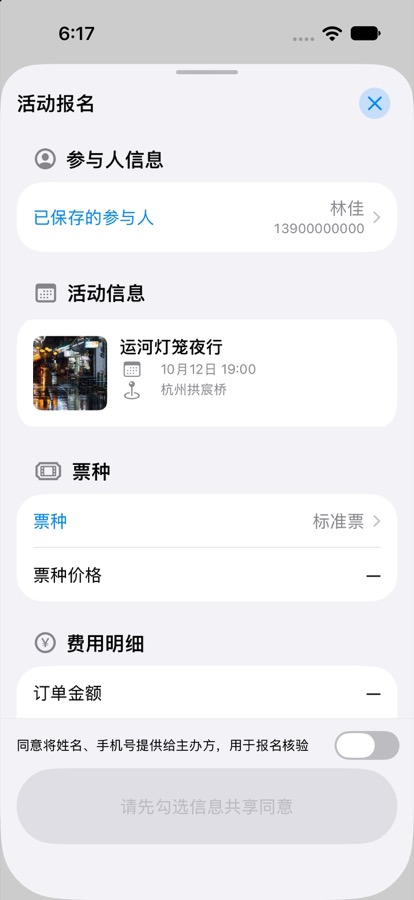 6:17
活动报名
参与人信息
已保存的参与人
林佳
13900000000
活动信息
运河灯笼夜行
10月12日 19:00
杭州拱宸桥
票种
票种
标准票
票种价格
—
费用明细
订单金额
—
同意将姓名、手机号提供给主办方，用于报名核验
请先勾选信息共享同意